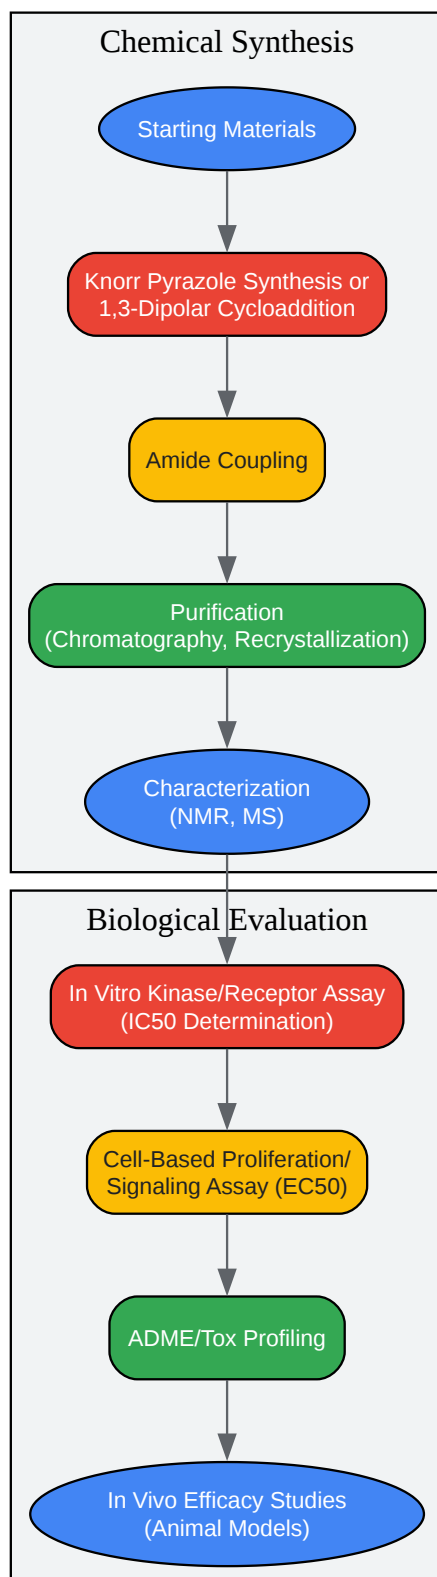 Chemical Synthesis
Starting Materials
Knorr Pyrazole Synthesis or
1,3-Dipolar Cycloaddition
Amide Coupling
Purification
(Chromatography, Recrystallization)
Characterization
(NMR, MS)
Biological Evaluation
In Vitro Kinase/Receptor Assay
(IC50 Determination)
Cell-Based Proliferation/
Signaling Assay (EC50)
ADME/Tox Profiling
In Vivo Efficacy Studies
(Animal Models)